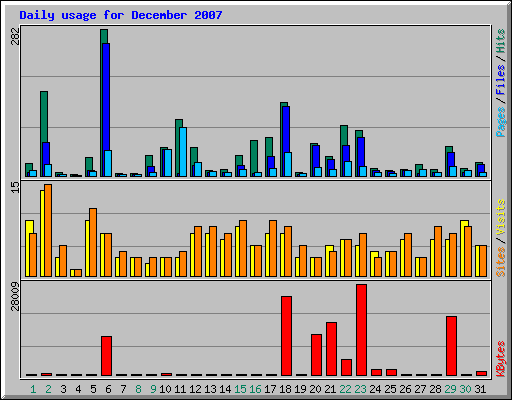 Daily usage for December 2007
282
Pages / Files / Hits
15
Sites / Visits
28009
KBytes
1 2 3 4 5 6 7 8 9 10 11 12 13 14 15 16 17 18 19 20 21 22 23 24 25 26 27 28 29 30 31